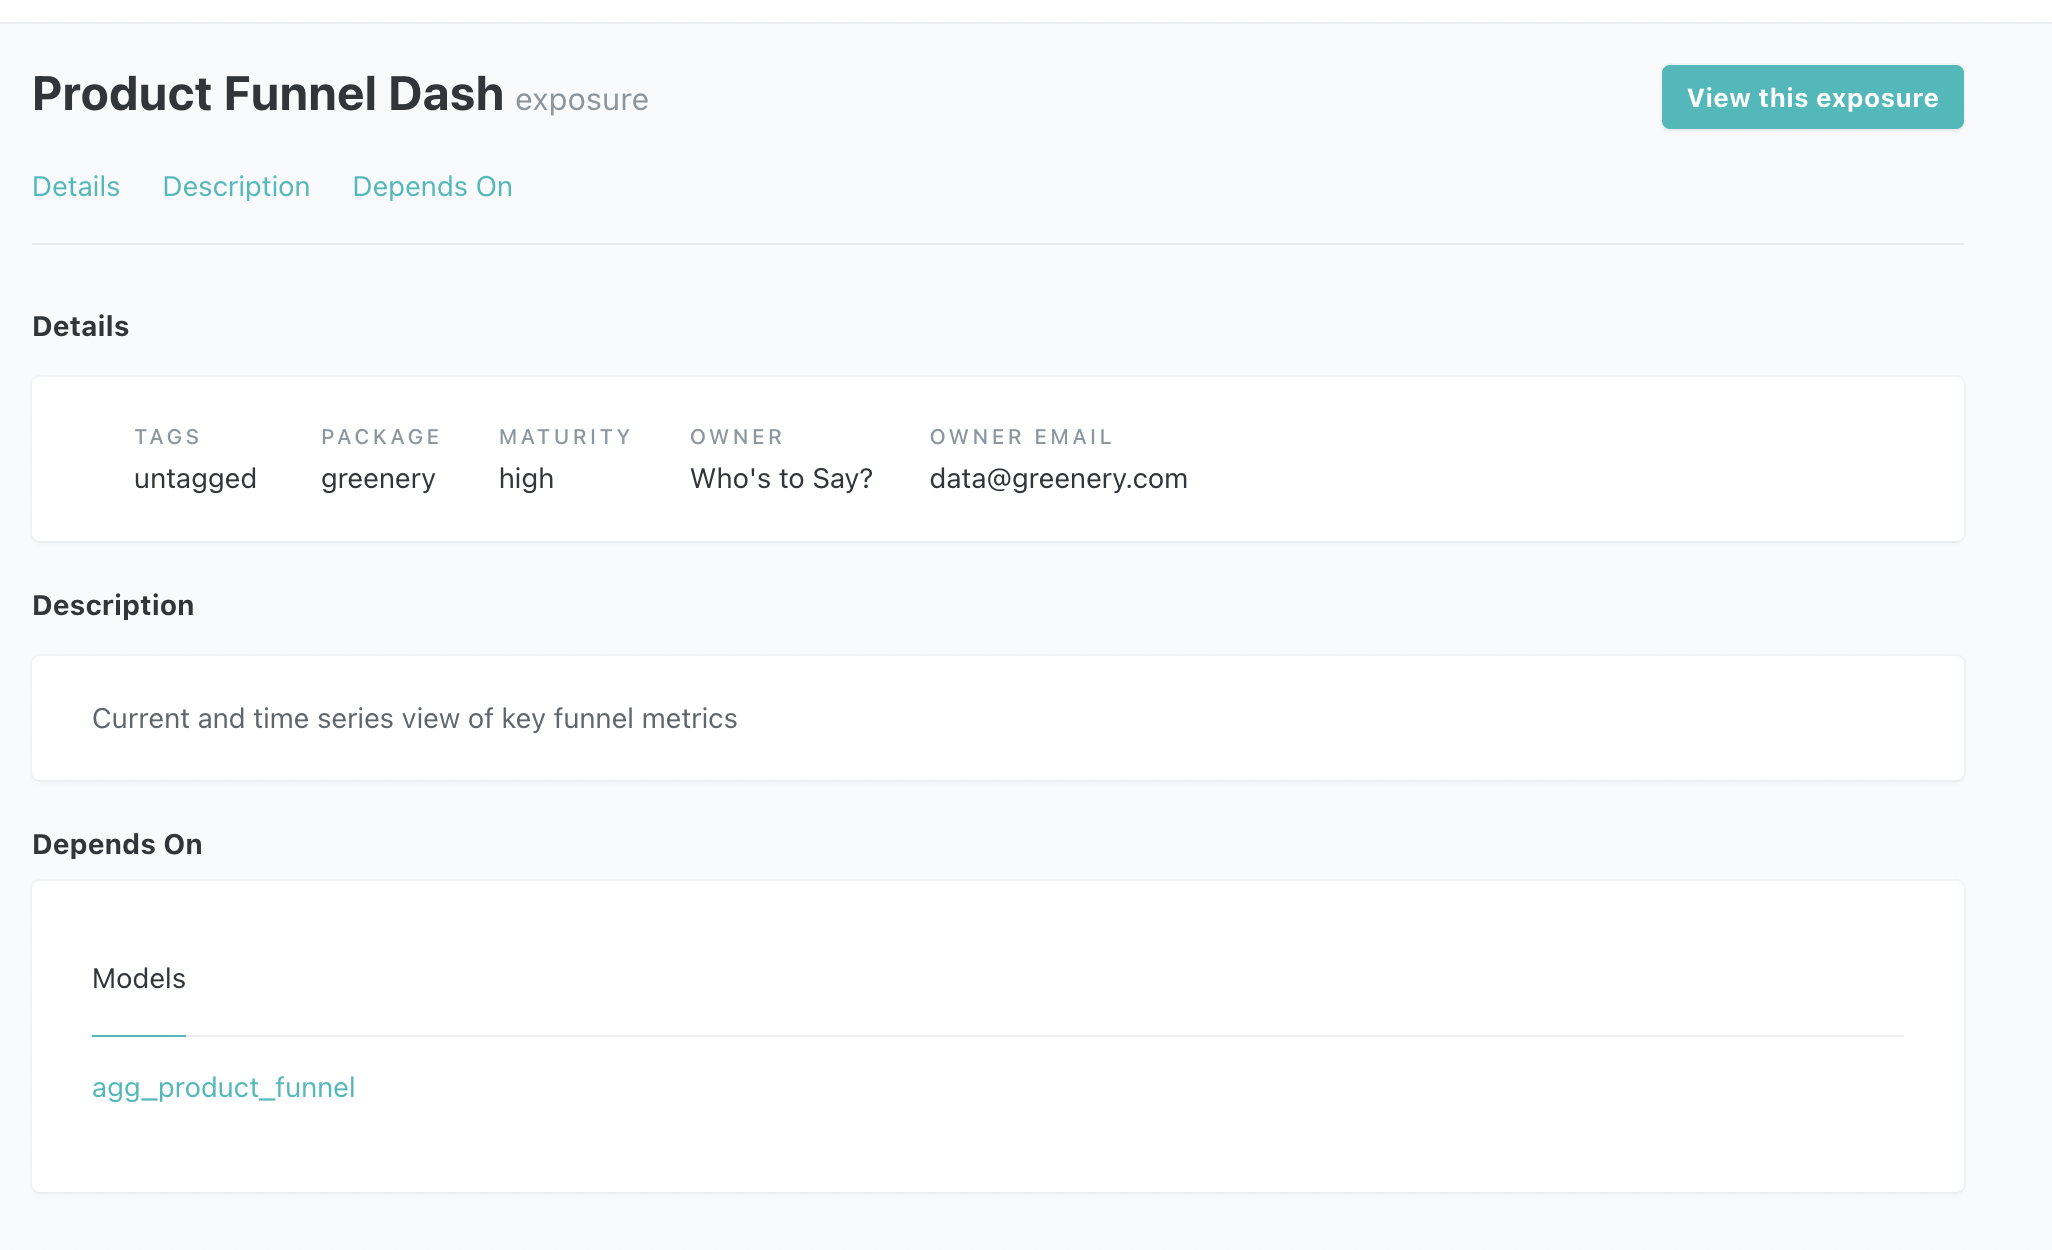 Product Funnel Dash exposure
View this exposure
Details Description Depends On
Details
TAGS PACKAGE MATURITY OWNER OWNER EMAIL
untagged greenery high Who's to Say? data@greenery.com
Description
Current and time series view of key funnel metrics
Depends On
Models
agg_product_funnel